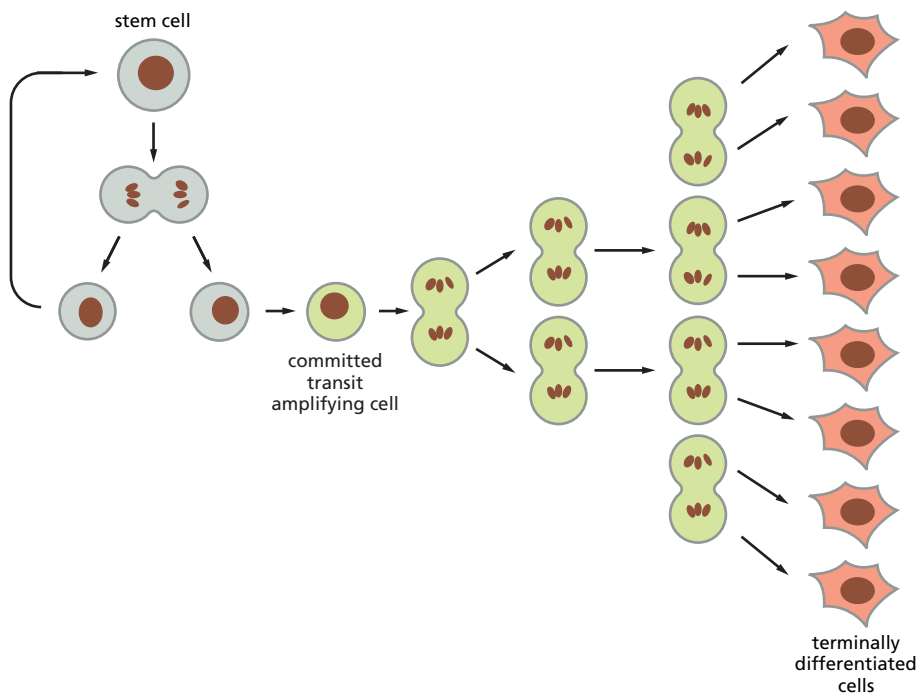 stem cell
committed
transit
amplifying cell
terminally
differentiated
cells